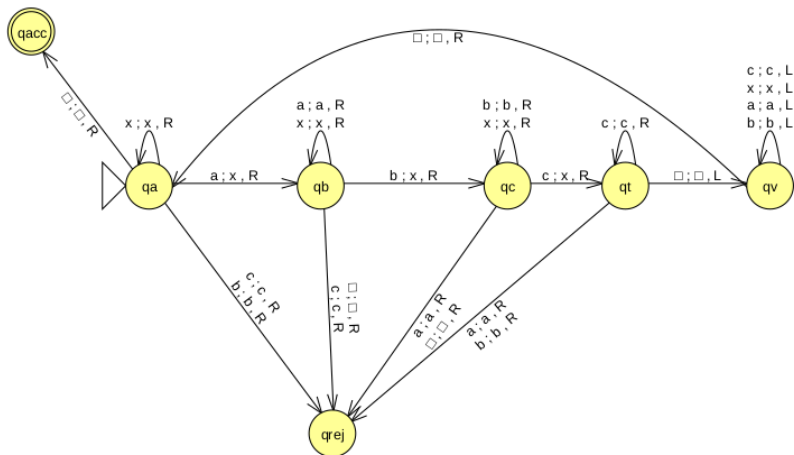 qacc
□ ; □ , R
□ ; □ , R
c ; c , L
x ; x , L
a ; a , L
b ; b , L
x ; x , R
a ; a , R
x ; x , R
b ; b , R
x ; x , R
c ; c , R
qa
a ; x , R
qb
b ; x , R
qc
c ; x , R
qt
□ ; □ , L
qv
c ; c , R
b ; b , R
□ ; □ , R
c ; c , R
a ; a , R
□ ; □ , R
a ; a , R
b ; b , R
qrej